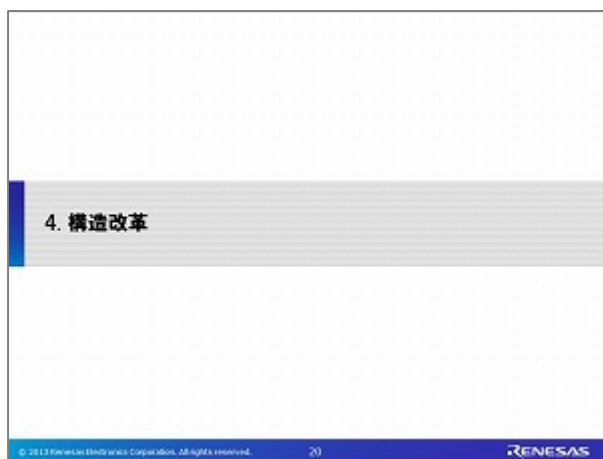 4. 構造改革
© 2013 Renesas Electronics Corporation. All rights reserved.
20
RENESAS